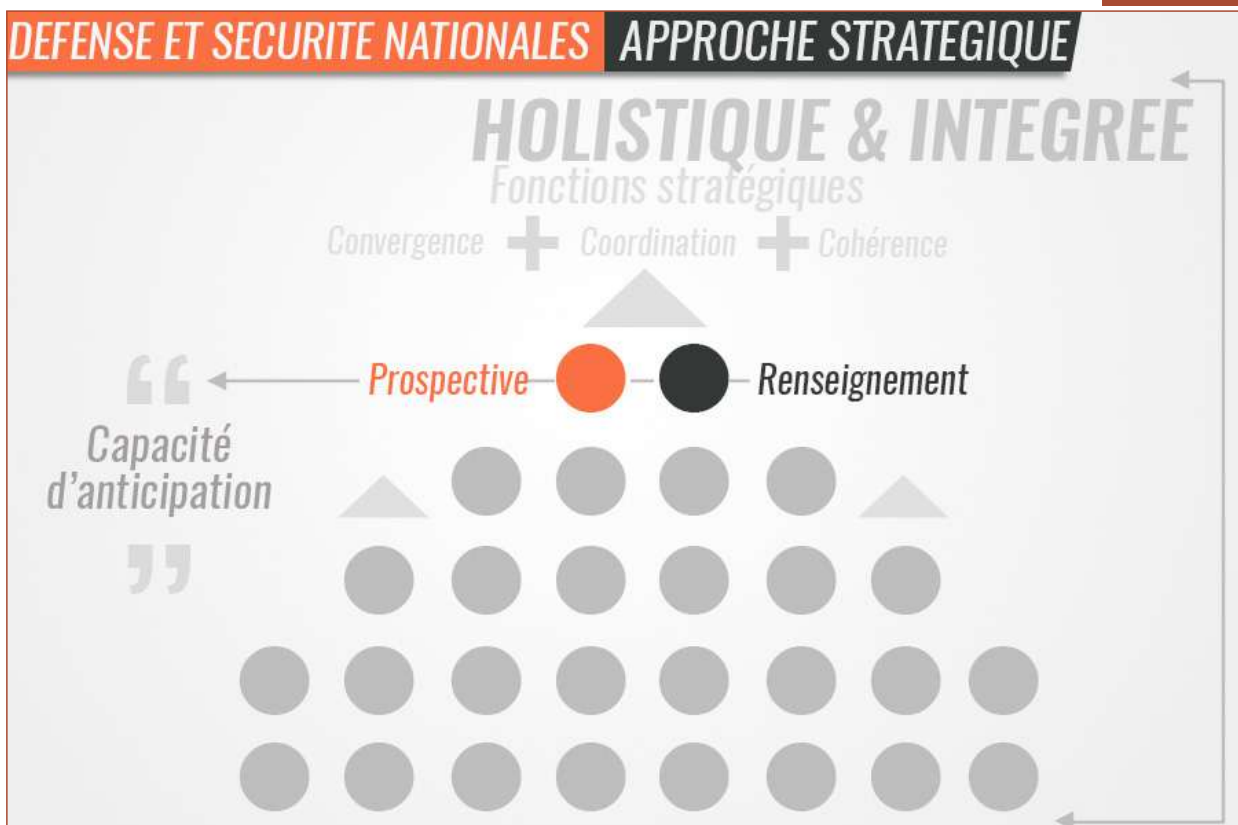 DEFENSE ET SECURITE NATIONALES APPROCHE STRATEGIQUE
HOLISTIQUE & INTEGREE
Fonctions stratégiques
Convergence + Coordination + Cohérence
Prospective
Renseignement
“
Capacité
d’anticipation
”